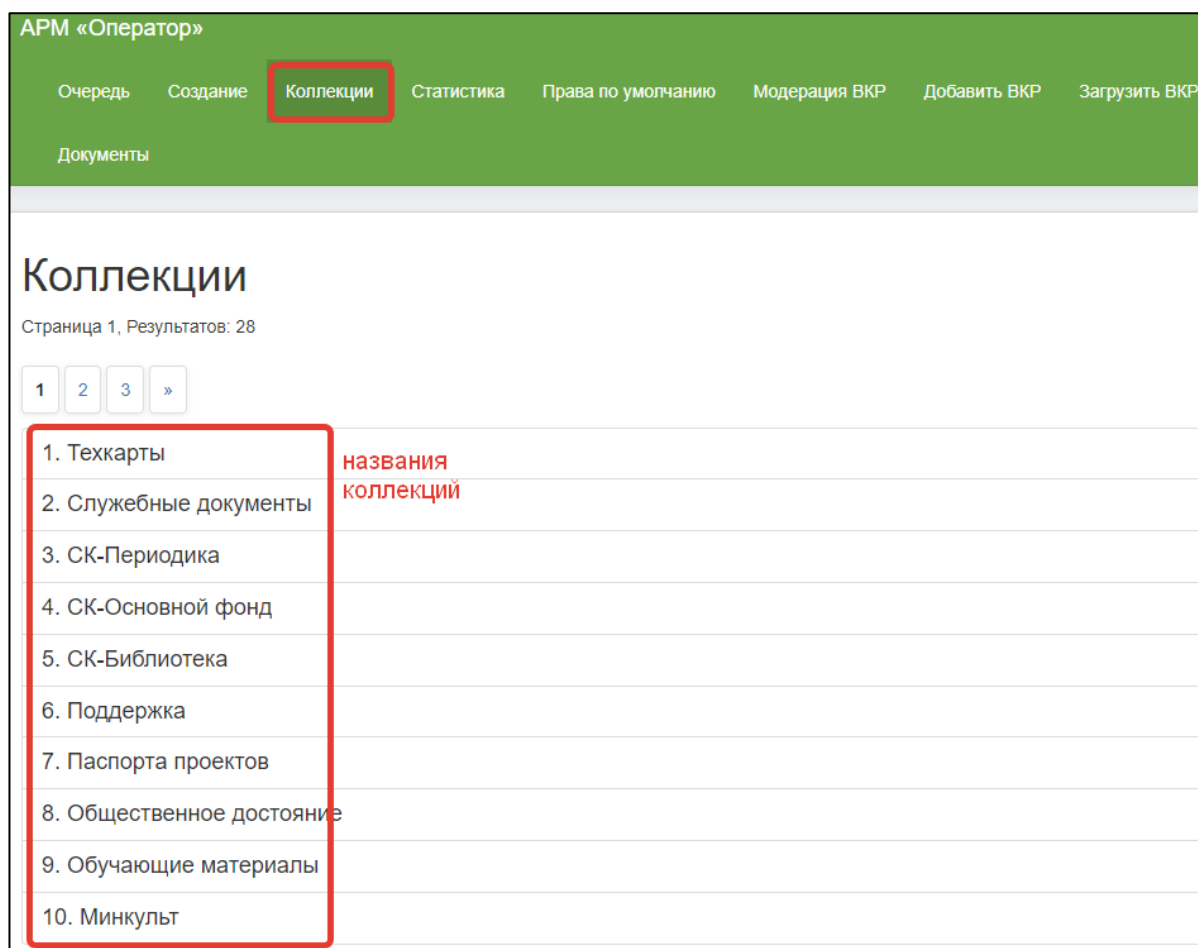 АРМ «Оператор»
Очередь Создание Коллекции Статистика Права по умолчанию Модерация ВКР Добавить ВКР Загрузить ВКР
Документы
Коллекции
Страница 1, Результатов: 28
1 2 3 »
1. Техкарты
названия
коллекций
2. Служебные документы
3. СК-Периодика
4. СК-Основной фонд
5. СК-Библиотека
6. Поддержка
7. Паспорта проектов
8. Общественное достояние
9. Обучающие материалы
10. Минкульт